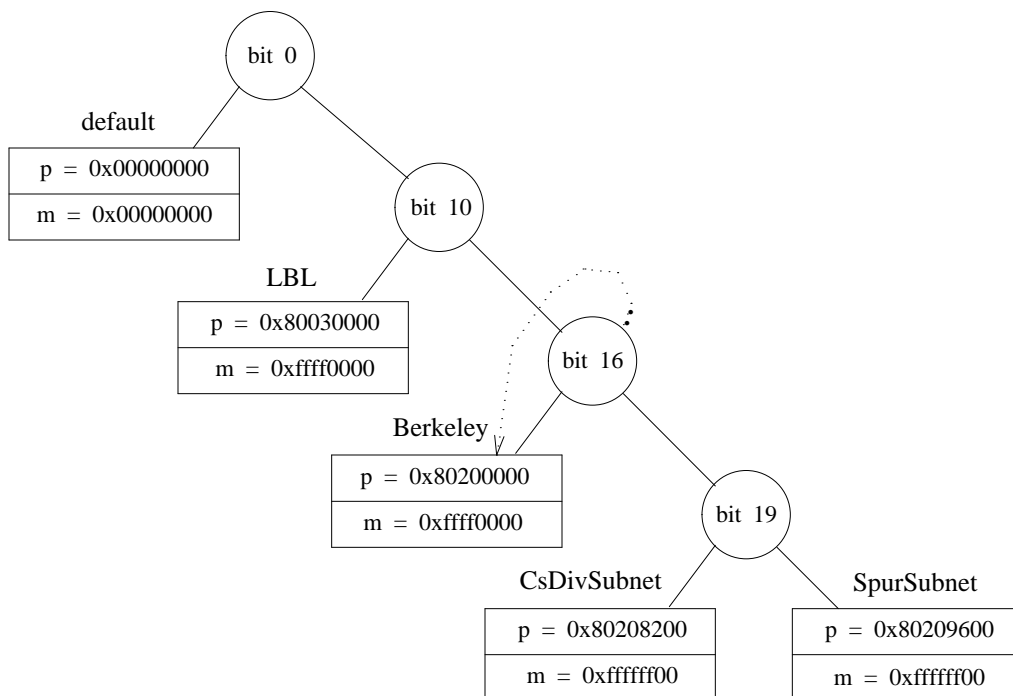 bit 0
default
p = 0x00000000
m = 0x00000000
bit 10
LBL
p = 0x80030000
m = 0xffff0000
bit 16
Berkeley
p = 0x80200000
m = 0xffff0000
bit 19
CsDivSubnet
p = 0x80208200
m = 0xffffff00
SpurSubnet
p = 0x80209600
m = 0xffffff00